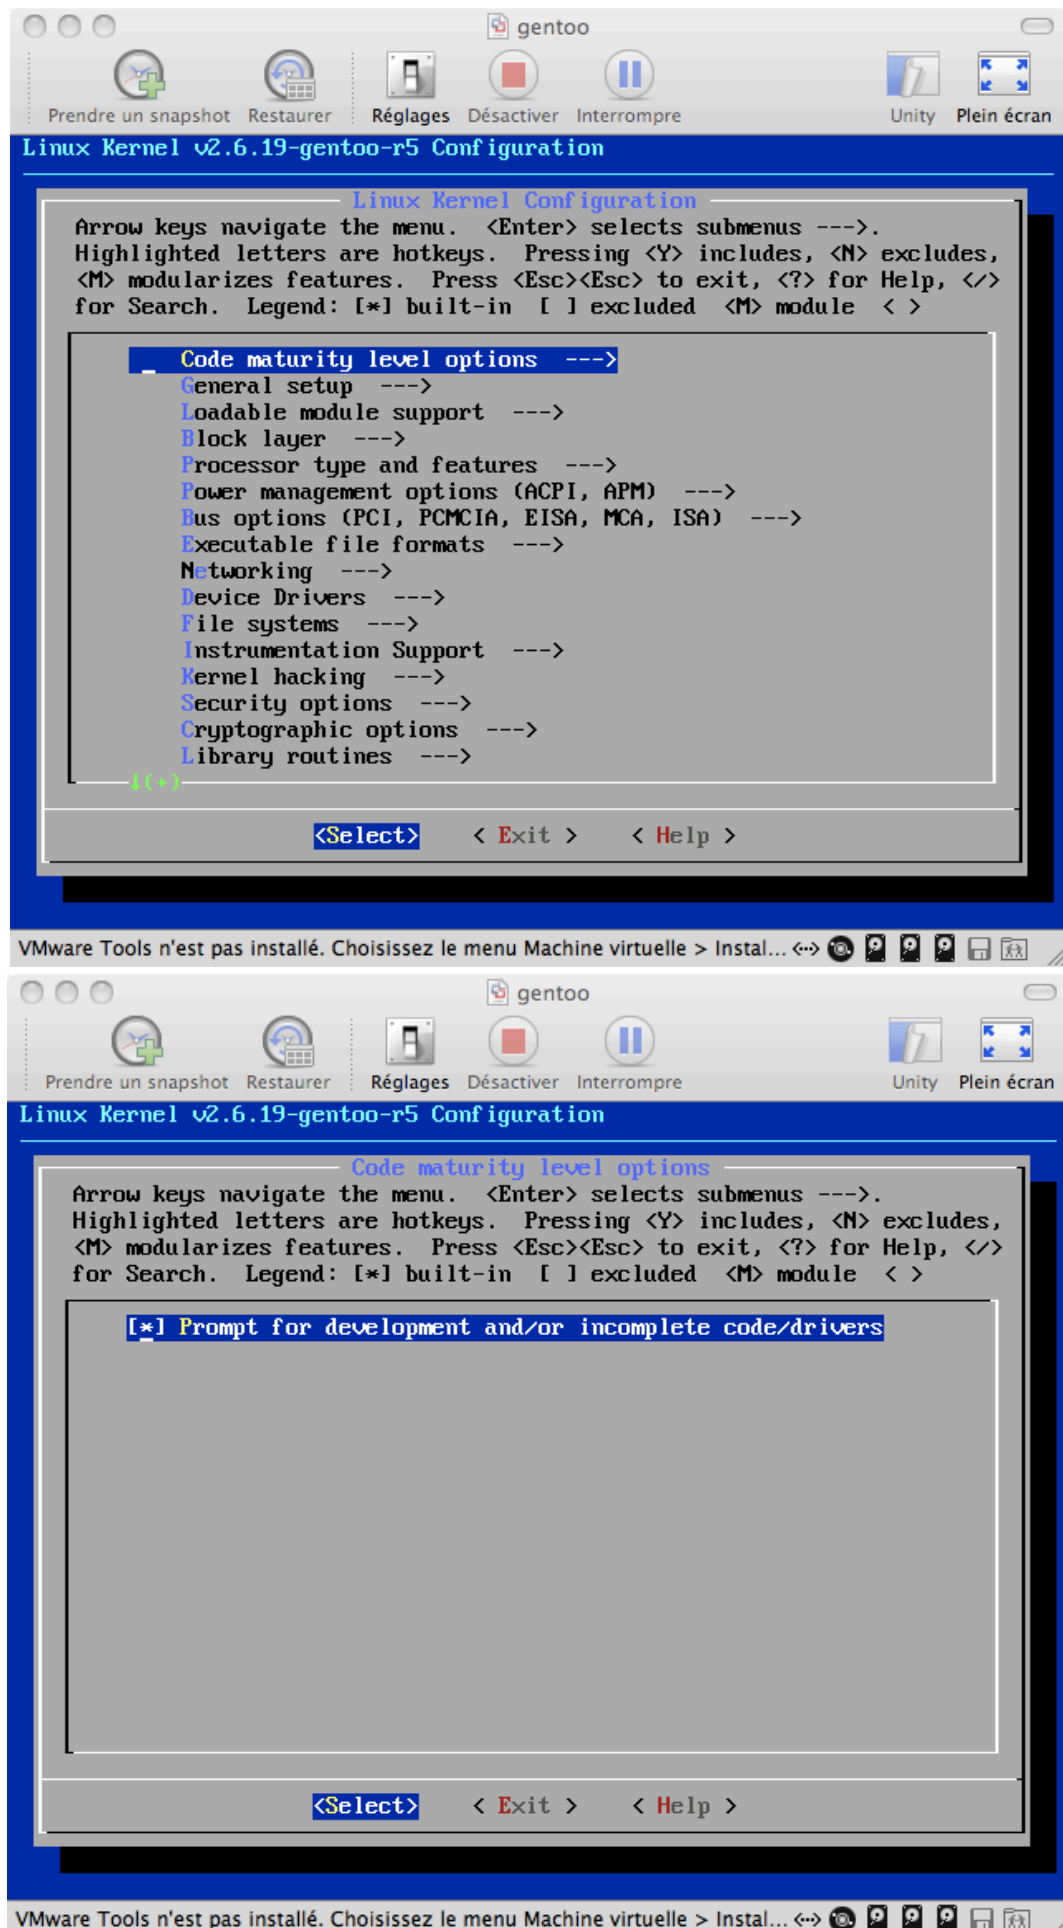 gentoo
Prendre un snapshot Restaurer Réglages Désactiver Interrompre Unity Plein écran
Linux Kernel v2.6.19-gentoo-r5 Configuration
Linux Kernel Configuration
Arrow keys navigate the menu. <Enter> selects submenus --->.
Highlighted letters are hotkeys. Pressing <Y> includes, <N> excludes,
<M> modularizes features. Press <Esc><Esc> to exit, <?> for Help, </>
for Search. Legend: [*] built-in [ ] excluded <M> module < >
Code maturity level options --->
General setup --->
Loadable module support --->
Block layer --->
Processor type and features --->
Power management options (ACPI, APM) --->
Bus options (PCI, PCMCIA, EISA, MCA, ISA) --->
Executable file formats --->
Networking --->
Device Drivers --->
File systems --->
Instrumentation Support --->
Kernel hacking --->
Security options --->
Cryptographic options --->
Library routines --->
↓(+)
<Select> < Exit > < Help >
VMware Tools n'est pas installé. Choisissez le menu Machine virtuelle > Instal...
gentoo
Prendre un snapshot Restaurer Réglages Désactiver Interrompre Unity Plein écran
Linux Kernel v2.6.19-gentoo-r5 Configuration
Code maturity level options
Arrow keys navigate the menu. <Enter> selects submenus --->.
Highlighted letters are hotkeys. Pressing <Y> includes, <N> excludes,
<M> modularizes features. Press <Esc><Esc> to exit, <?> for Help, </>
for Search. Legend: [*] built-in [ ] excluded <M> module < >
[*] Prompt for development and/or incomplete code/drivers
<Select> < Exit > < Help >
VMware Tools n'est pas installé. Choisissez le menu Machine virtuelle > Instal...